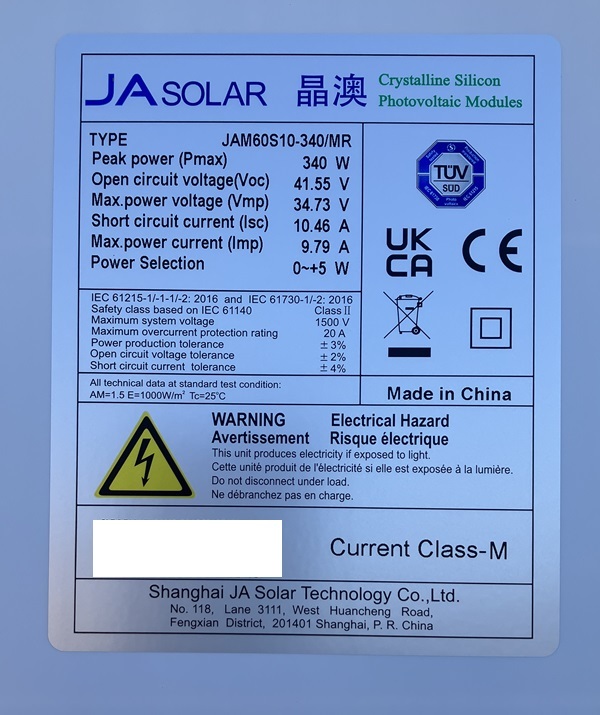 JA SOLAR 晶澳 Crystalline Silicon
Photovoltaic Modules
TYPE JAM60S10-340/MR
Peak power (Pmax) 340 W
Open circuit voltage(Voc) 41.55 V
Max.power voltage (Vmp) 34.73 V
Short circuit current (Isc) 10.46 A
Max.power current (Imp) 9.79 A
Power Selection 0~+5 W
TÜV
SÜD
UK
CA CE
IEC 61215-1/-1-1/-2: 2016 and IEC 61730-1/-2: 2016
Safety class based on IEC 61140 Class II
Maximum system voltage 1500 V
Maximum overcurrent protection rating 20 A
Power production tolerance ±3%
Open circuit voltage tolerance ±2%
Short circuit current tolerance ±4%
All technical data at standard test condition:
AM=1.5 E=1000W/m² Tc=25°C
Made in China
WARNING Electrical Hazard
Avertissement Risque électrique
This unit produces electricity if exposed to light.
Cette unité produit de l'électricité si elle est exposée à la lumière.
Do not disconnect under load.
Ne débranchez pas en charge.
Current Class-M
Shanghai JA Solar Technology Co.,Ltd.
No. 118, Lane 3111, West Huancheng Road,
Fengxian District, 201401 Shanghai, P. R. China